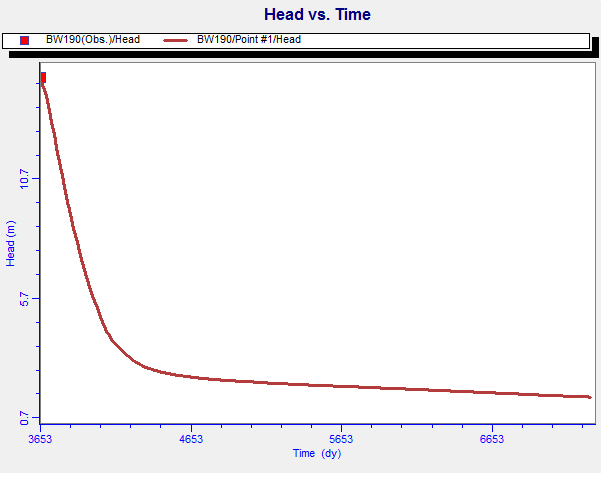 Head vs. Time
BW190(Obs.)/Head BW190/Point #1/Head
10.7
5.7
0.7
Head (m)
3653 4653 5653 6653
Time (dy)